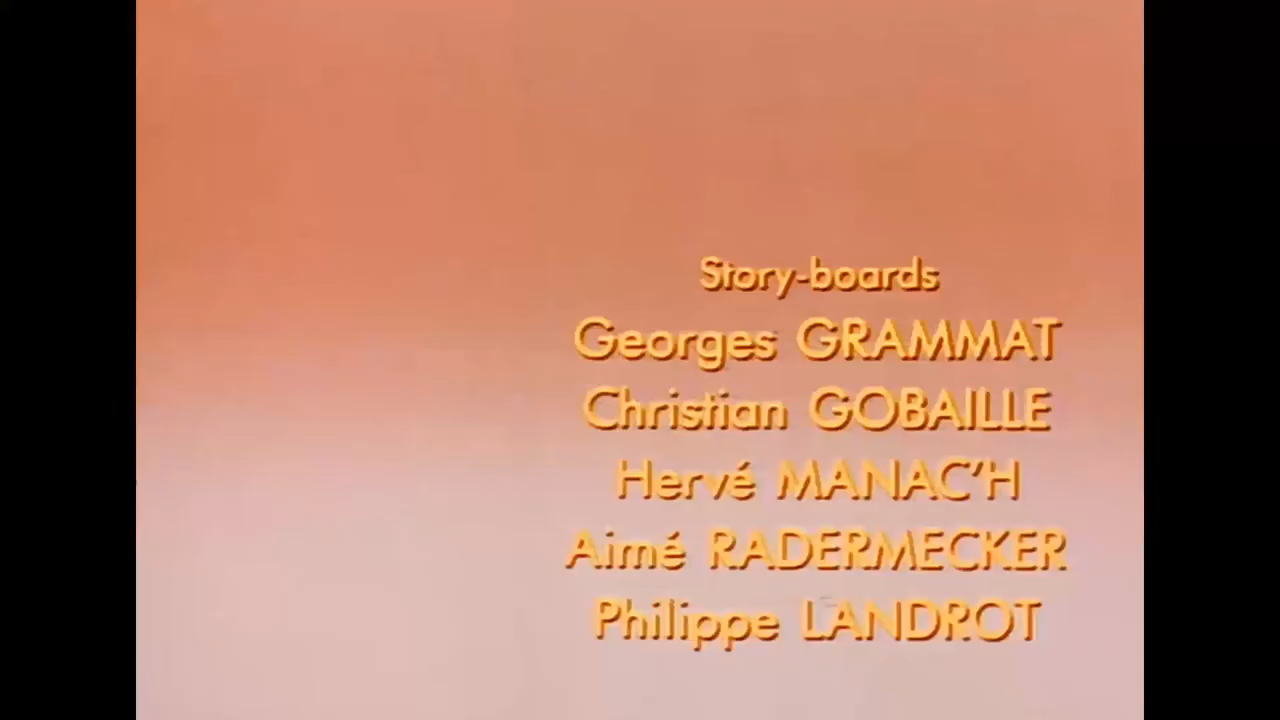 Story-boards
Georges GRAMMAT
Christian GOBAILLE
Hervé MANAC'H
Aimé RADERMECKER
Philippe LANDROT